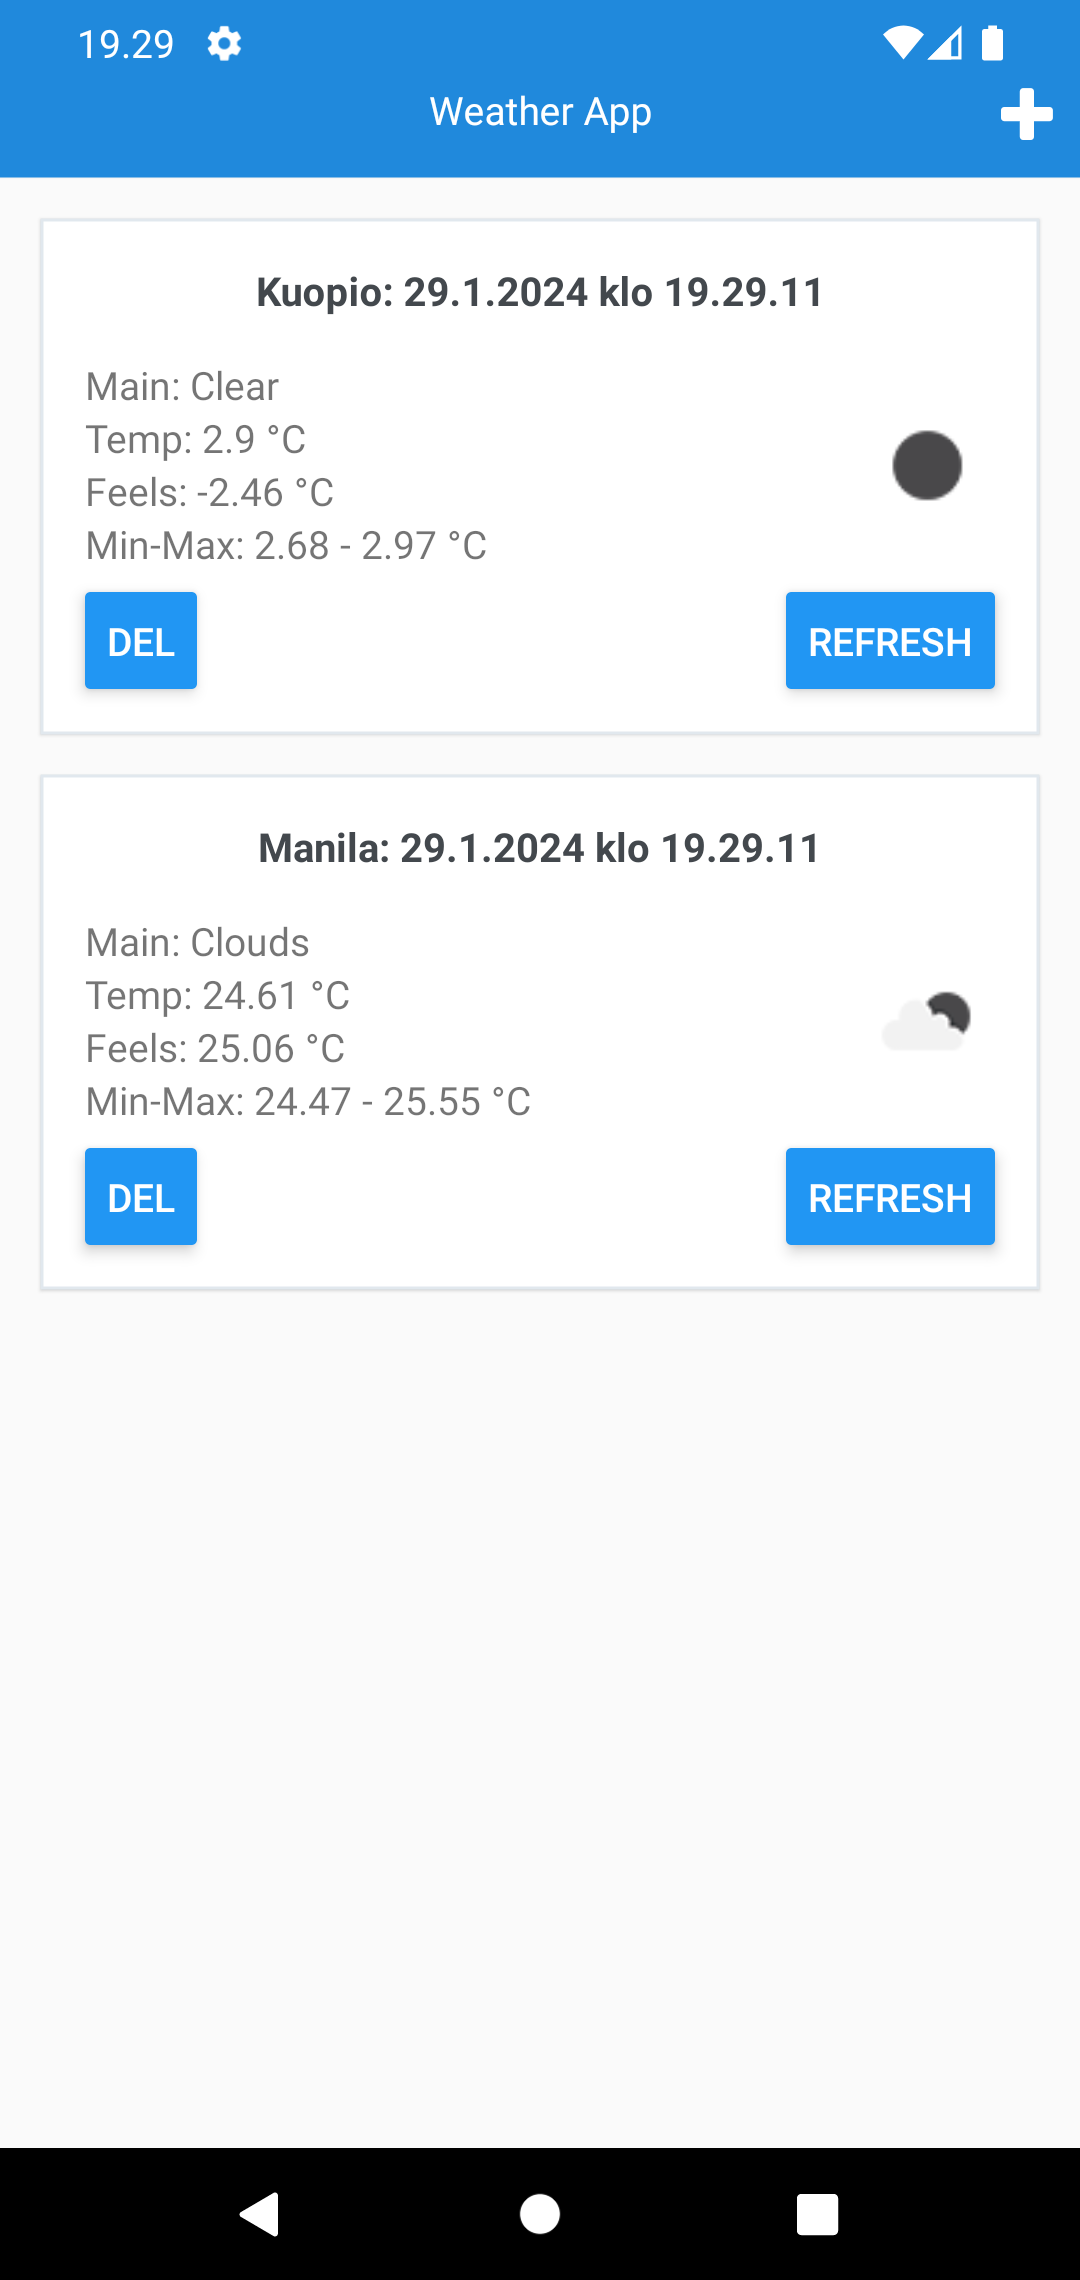 19.29
Weather App
Kuopio: 29.1.2024 klo 19.29.11
Main: Clear
Temp: 2.9 °C
Feels: -2.46 °C
Min-Max: 2.68 - 2.97 °C
DEL REFRESH
Manila: 29.1.2024 klo 19.29.11
Main: Clouds
Temp: 24.61 °C
Feels: 25.06 °C
Min-Max: 24.47 - 25.55 °C
DEL REFRESH